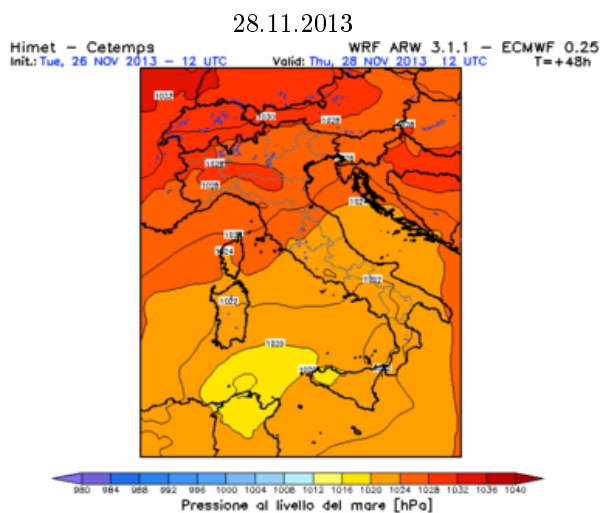 28.11.2013
Himet – Cetemps WRF ARW 3.1.1 – ECMWF 0.25
Init.: Tue, 26 NOV 2013 – 12 UTC Valid: Thu, 28 NOV 2013 12 UTC T=+48h
1032
1030
1028
1028
1028
1024
1024
1022
1020
1020
980 984 988 992 996 1000 1004 1008 1012 1016 1020 1024 1028 1032 1036 1040
Pressione al livello del mare [hPa]